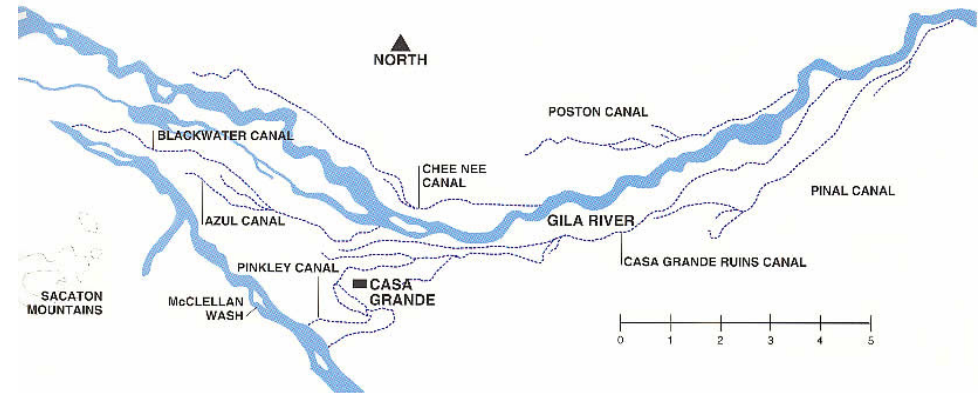 NORTH
POSTON CANAL
BLACKWATER CANAL
CHEE NEE
CANAL
PINAL CANAL
AZUL CANAL
GILA RIVER
PINKLEY CANAL
CASA GRANDE RUINS CANAL
CASA
GRANDE
SACATON
MOUNTAINS
McCLELLAN
WASH
0 1 2 3 4 5